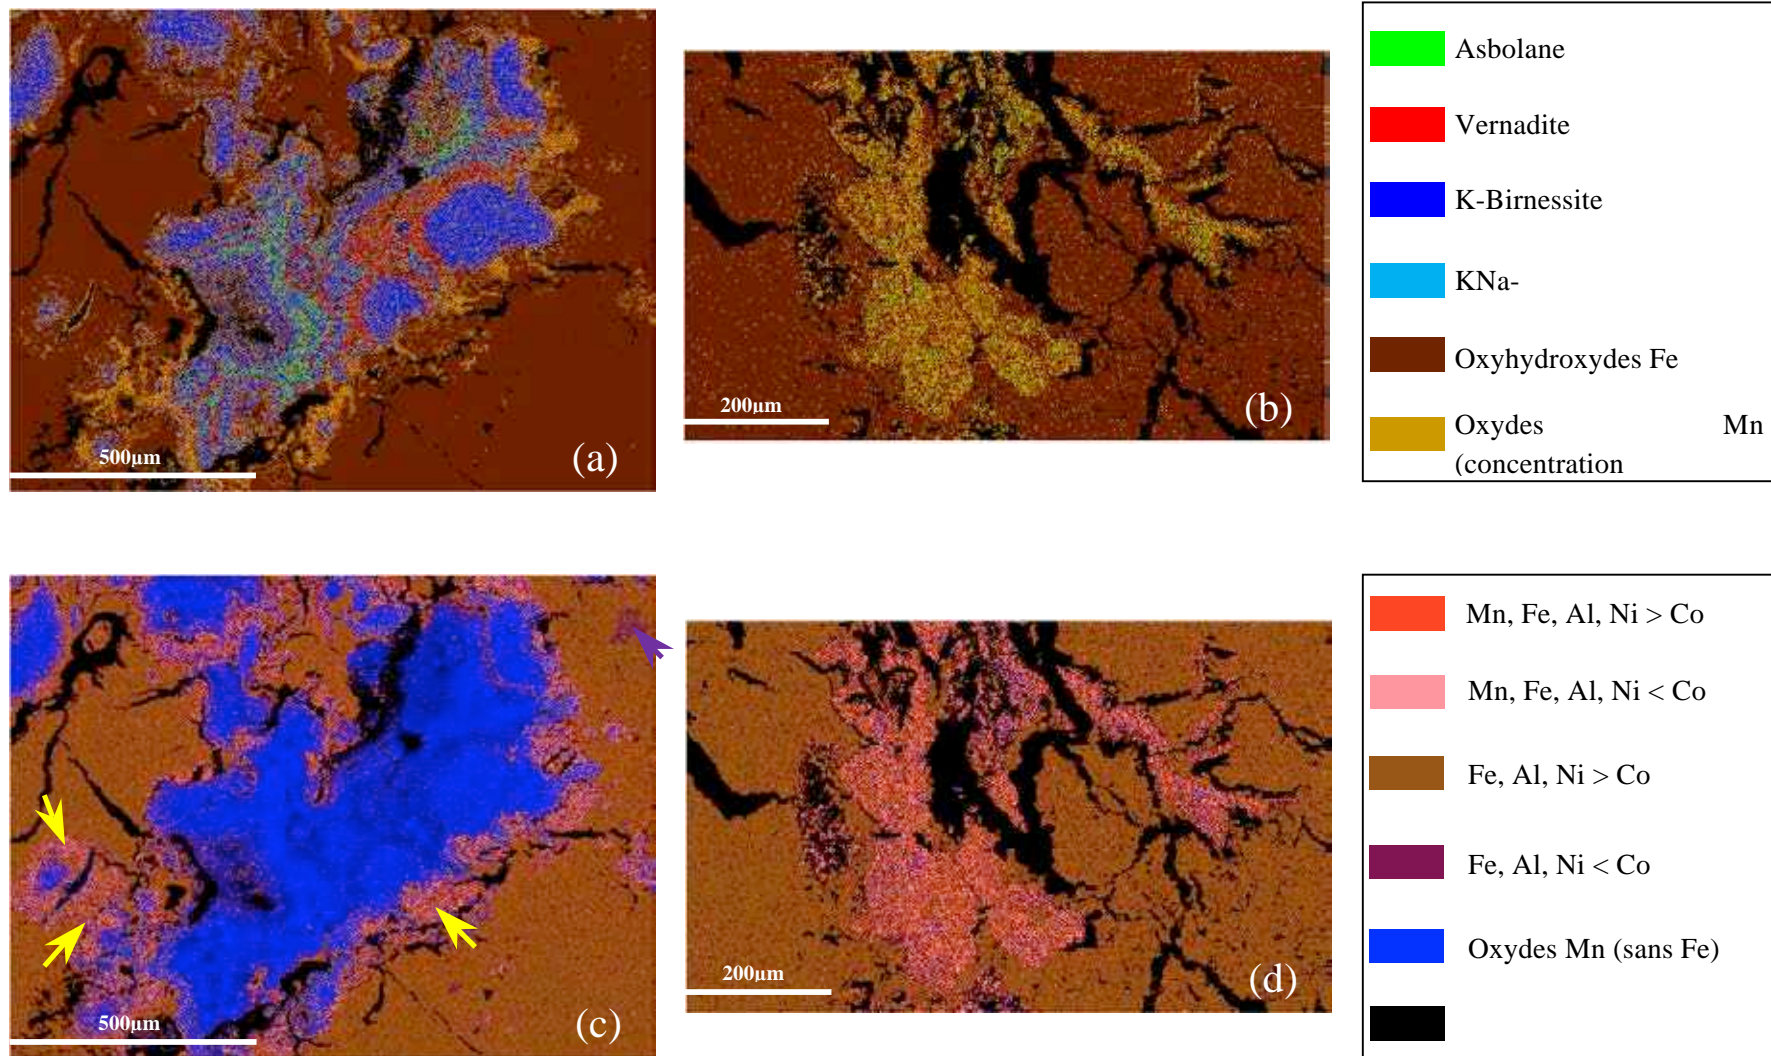 Asbolane
Vernadite
K-Birnessite
KNa-
Oxyhydroxydes Fe
Oxydes Mn
(concentration
500µm
(a)
200µm
(b)
Mn, Fe, Al, Ni > Co
Mn, Fe, Al, Ni < Co
Fe, Al, Ni > Co
Fe, Al, Ni < Co
Oxydes Mn (sans Fe)
500µm
(c)
200µm
(d)